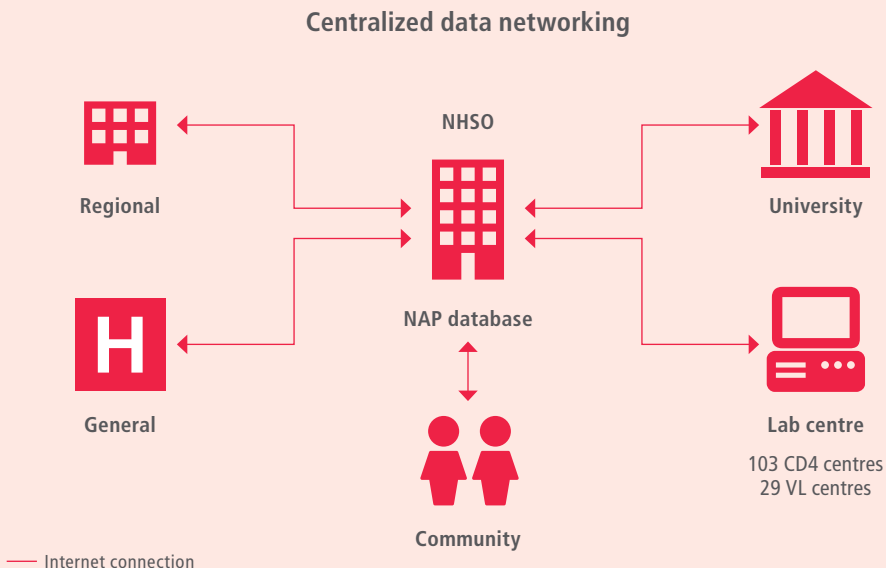 Centralized data networking
NHSO
Regional
University
NAP database
H
General
Lab centre
103 CD4 centres
29 VL centres
Community
Internet connection